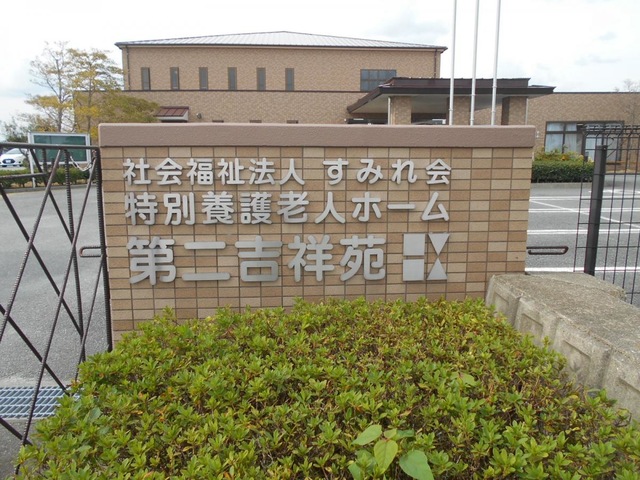 社会福祉法人 すみれ会
特別養護老人ホーム
第二吉祥苑